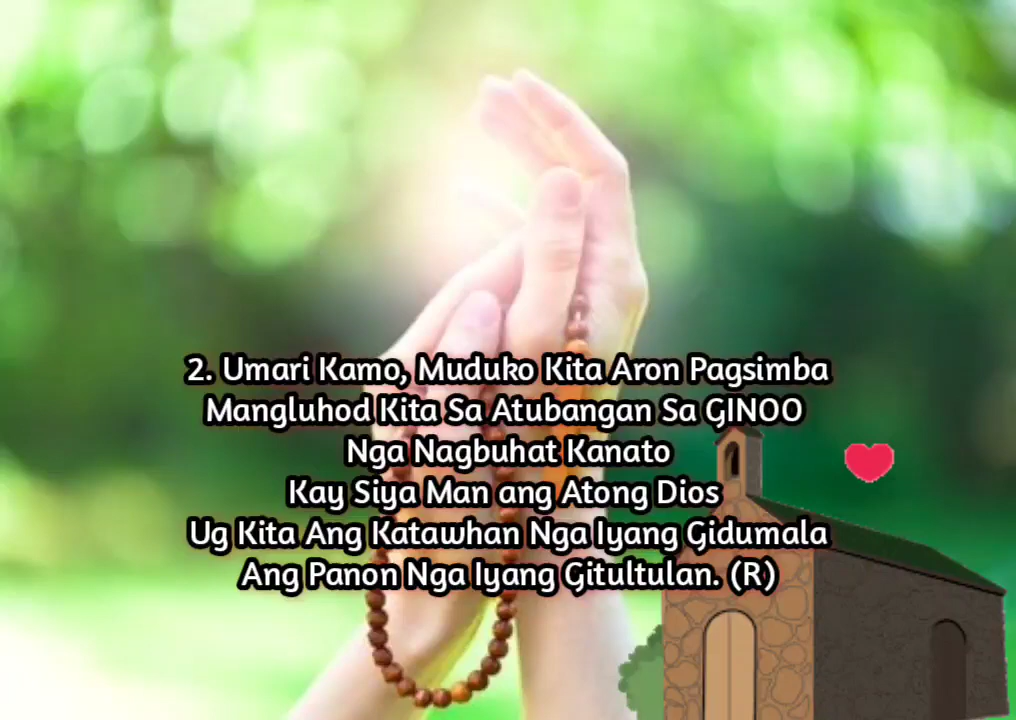 2. Umari Kamo, Muduko Kita Aron Pagsimba
Mangluhod Kita Sa Atubangan Sa GINOO
Nga Nagbuhat Kanato
Kay Siya Man ang Atong Dios
Ug Kita Ang Katawhan Nga Iyang Gidumala
Ang Panon Nga Iyang Gitultulan. (R)